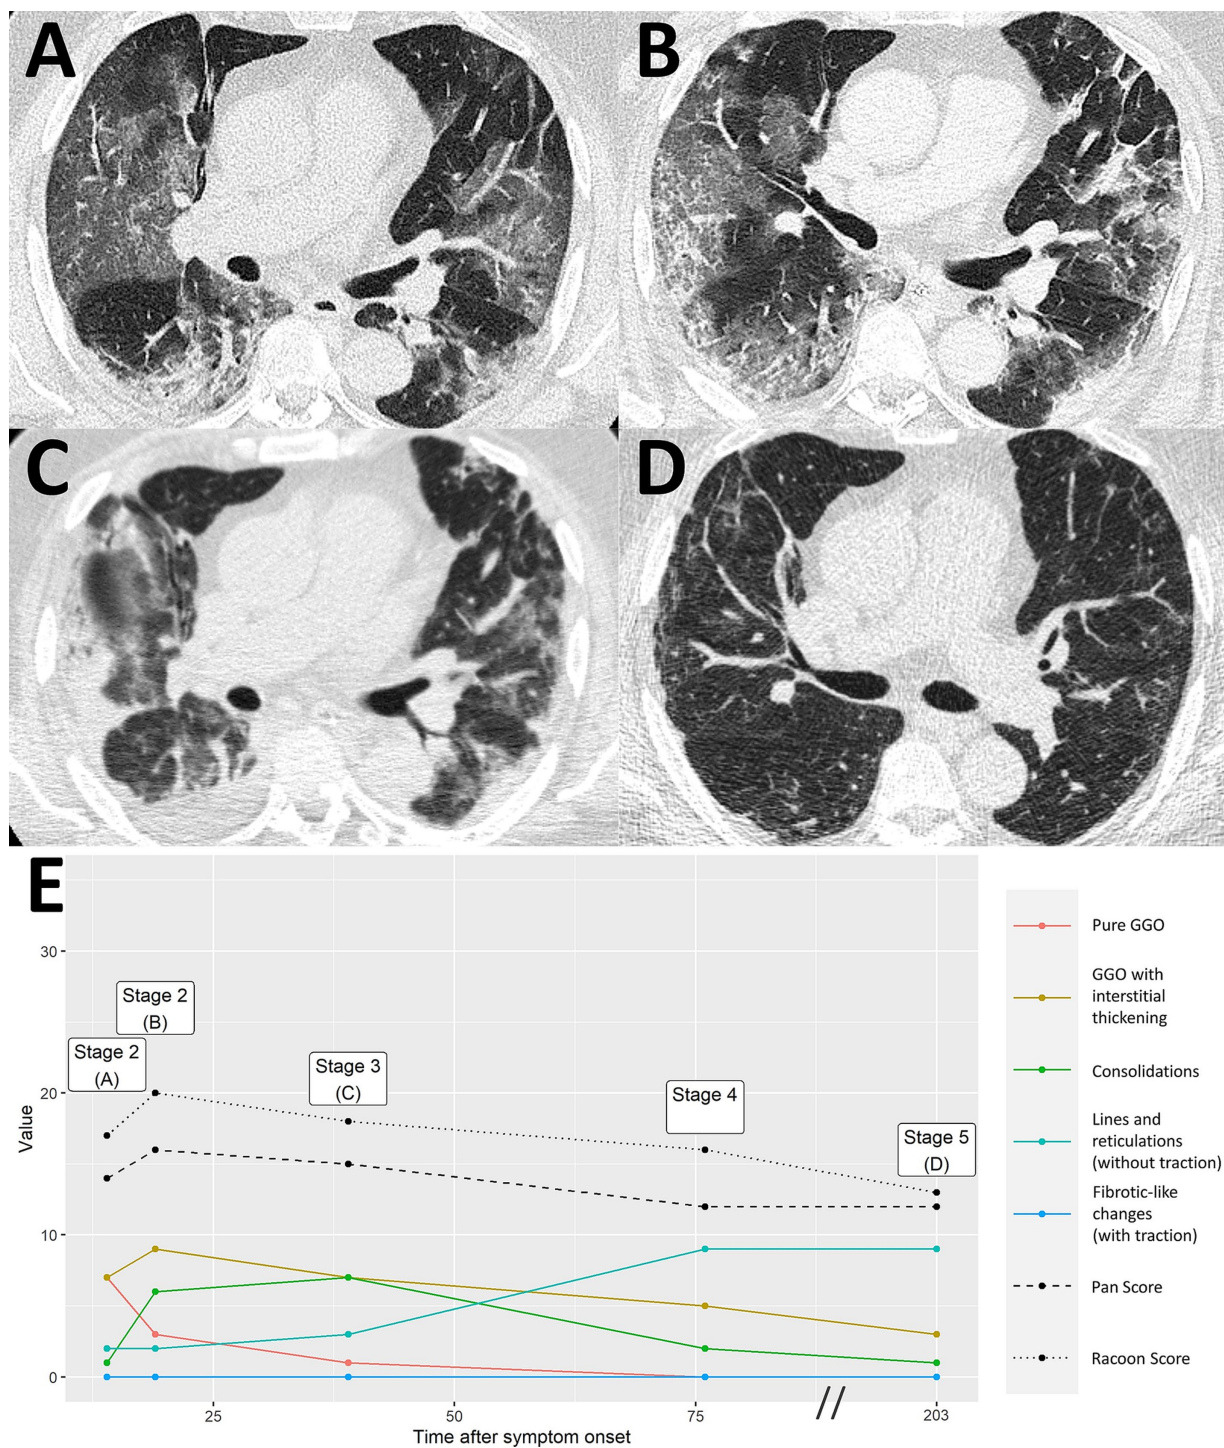 A
B
C
D
E
30
20
10
0
Value
Stage 2
(A)
Stage 2
(B)
Stage 3
(C)
Stage 4
Stage 5
(D)
25
50
75
203
Time after symptom onset
Pure GGO
GGO with
interstitial
thickening
Consolidations
Lines and
reticulations
(without traction)
Fibrotic-like
changes
(with traction)
Pan Score
Racoon Score